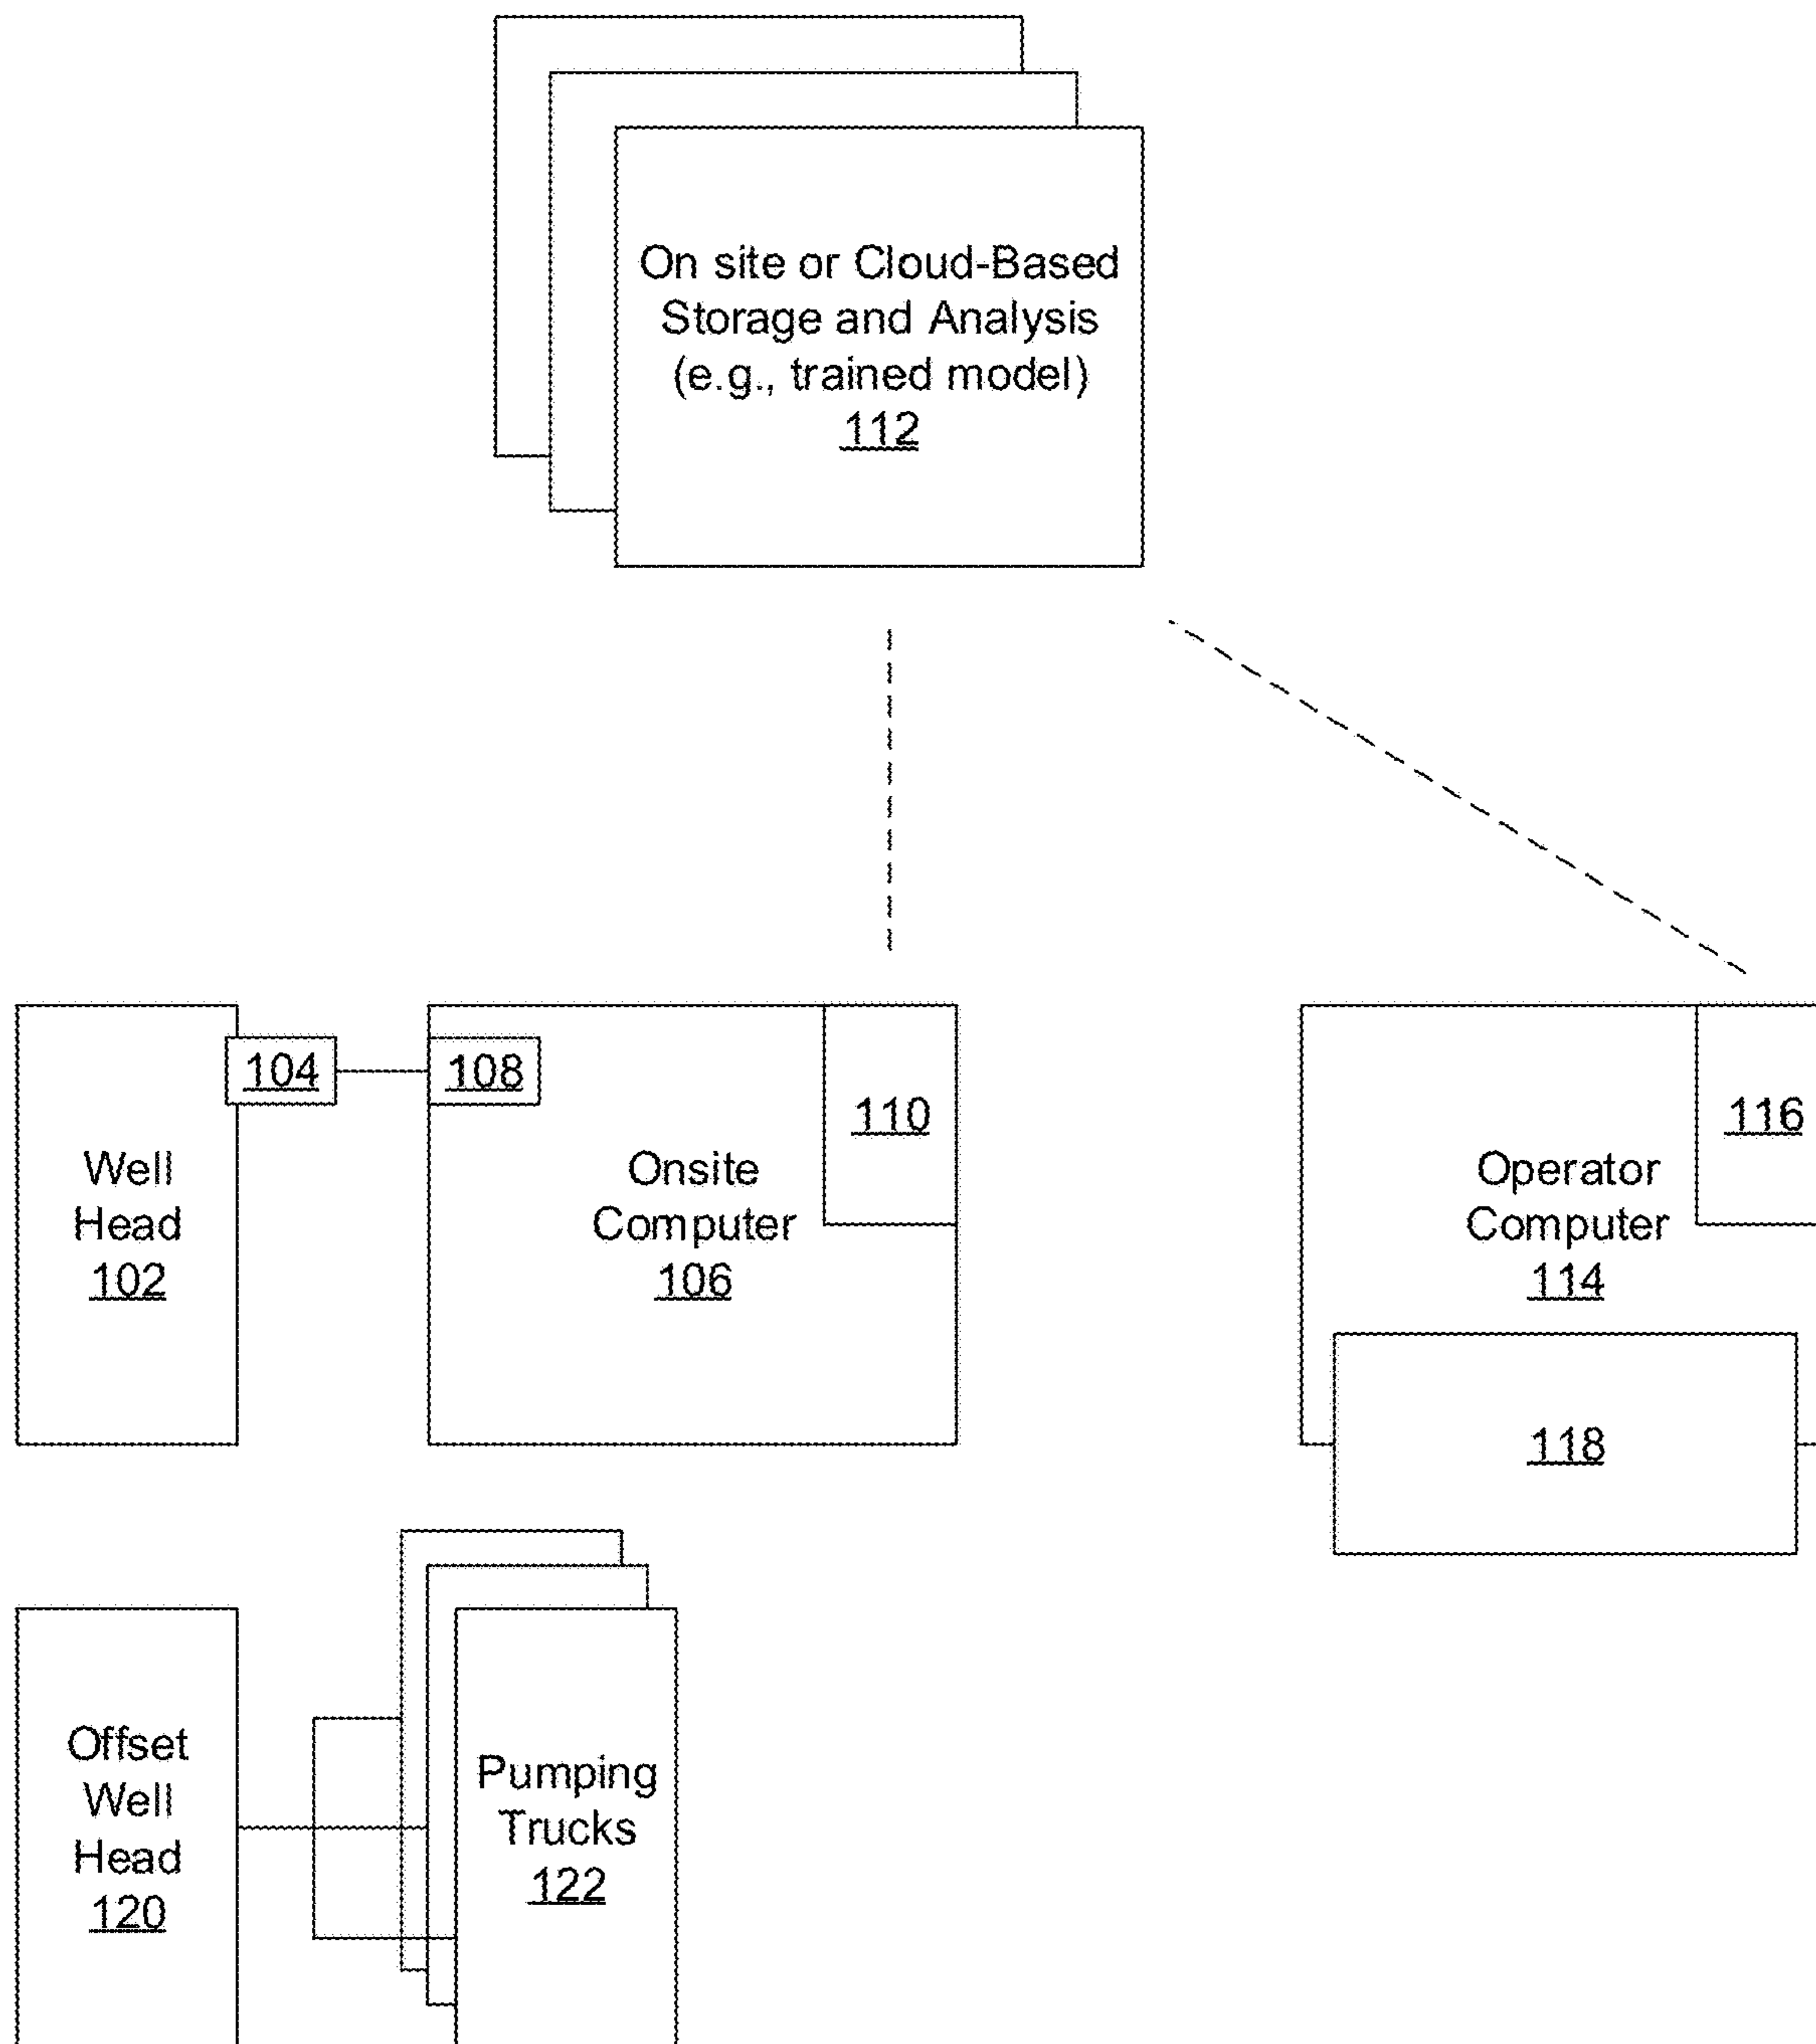 On site or Cloud-Based
Storage and Analysis
(e.g., trained model)
112
104
108
110
116
Well
Head
102
Onsite
Computer
106
Operator
Computer
114
118
Offset
Well
Head
120
Pumping
Trucks
122